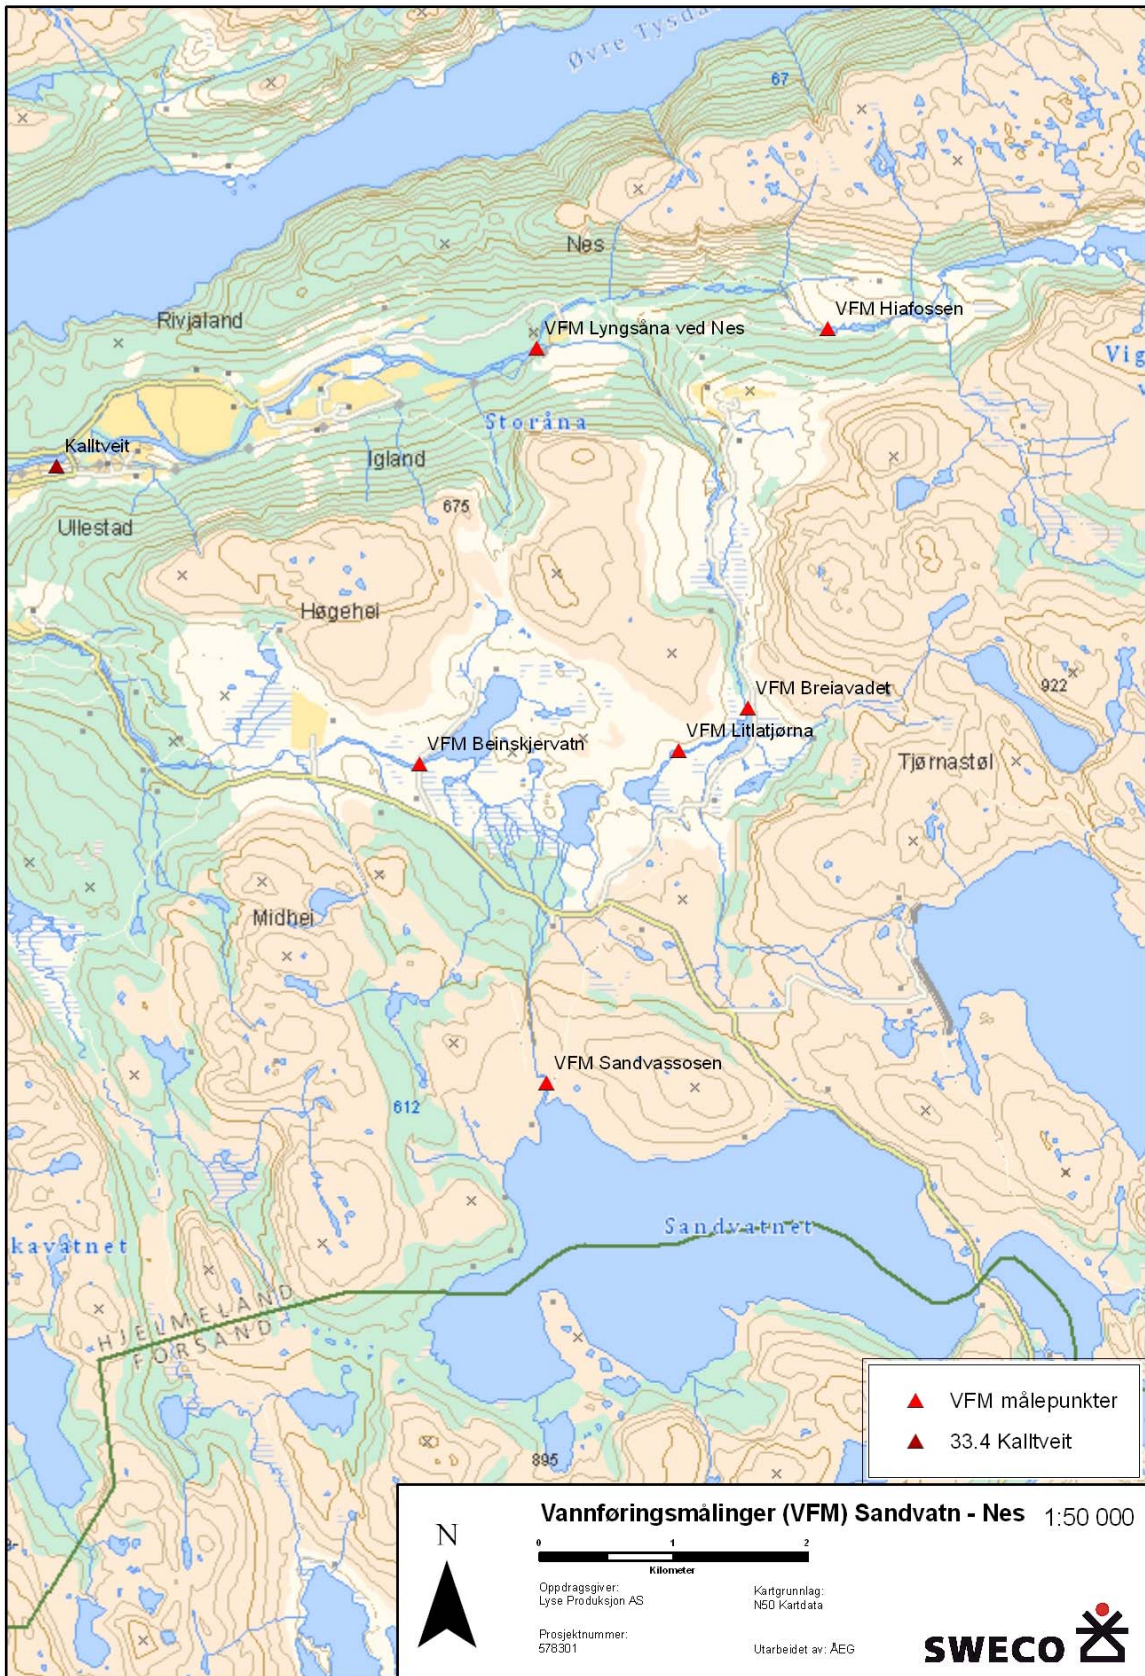 Øvre Tysda
67
Nes
VFM Hiafossen
Rivjaland
VFM Lyngsåna ved Nes
Vig
Storåna
Kalltveit
Igland
675
Ullestad
Høgehei
922
VFM Breiavadet
VFM Litlatjørna
VFM Beinskjervatn
Tjørnastøl
Midhei
2
VFM Sandvassosen
612
Sandvatnet
kavatnet
HJELMELAND
FORSAND
895
VFM målepunkter
33.4 Kalltveit
Vannføringsmålinger (VFM) Sandvatn - Nes 1:50 000
N
0 1 2
Kilometer
Oppdragsgiver:
Lyse Produksjon AS
Kartgrunnlag:
N50 Kartdata
Prosjektnummer:
578301
Utarbeidet av: ÅEG
SWECO